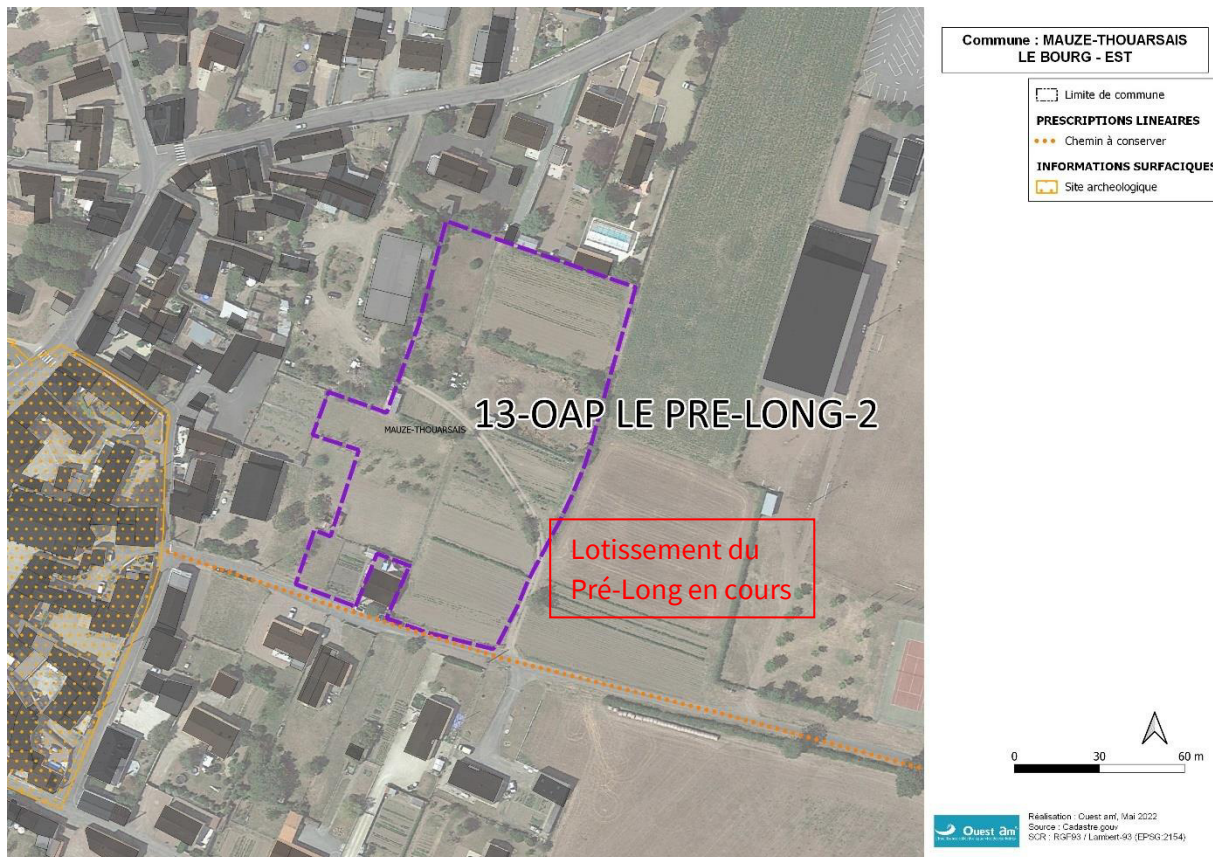 Commune : MAUZE-THOUARSAIS
LE BOURG - EST
Limite de commune
PRESCRIPTIONS LINEAIRES
Chemin à conserver
INFORMATIONS SURFACIQUES
Site archeologique
13-OAP LE PRE-LONG-2
MAUZE-THOUARSAIS
Lotissement du
Pré-Long en cours
0 30 60 m
Ouest am'
Réalisation : Ouest am', Mai 2022
Source : Cadastre.gouv
SCR : RGF93 / Lambert-93 (EPSG:2154)